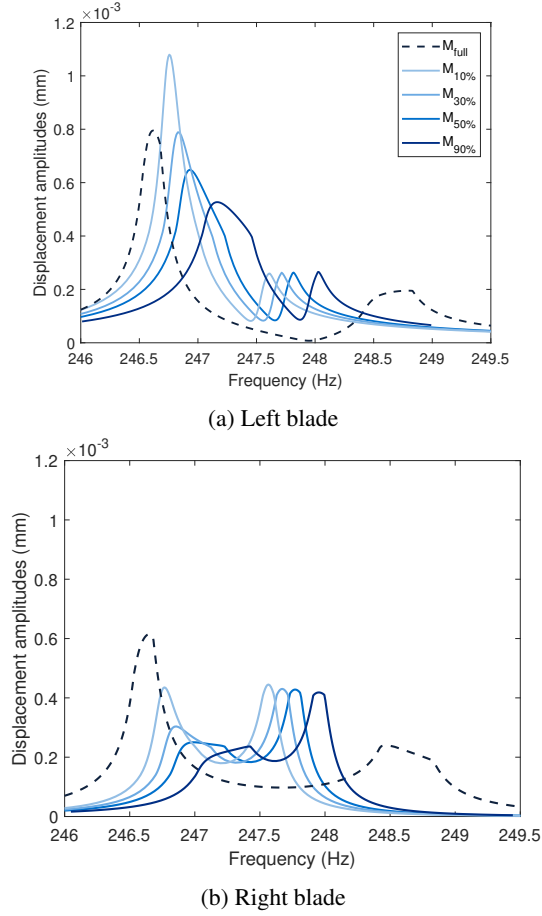 ×10⁻³
1.2
1
0.8
0.6
0.4
0.2
0
Displacement amplitudes (mm)
M_full
M_10%
M_30%
M_50%
M_90%
246 246.5 247 247.5 248 248.5 249 249.5
Frequency (Hz)
(a) Left blade
×10⁻³
1.2
1
0.8
0.6
0.4
0.2
0
Displacement amplitudes (mm)
246 246.5 247 247.5 248 248.5 249 249.5
Frequency (Hz)
(b) Right blade